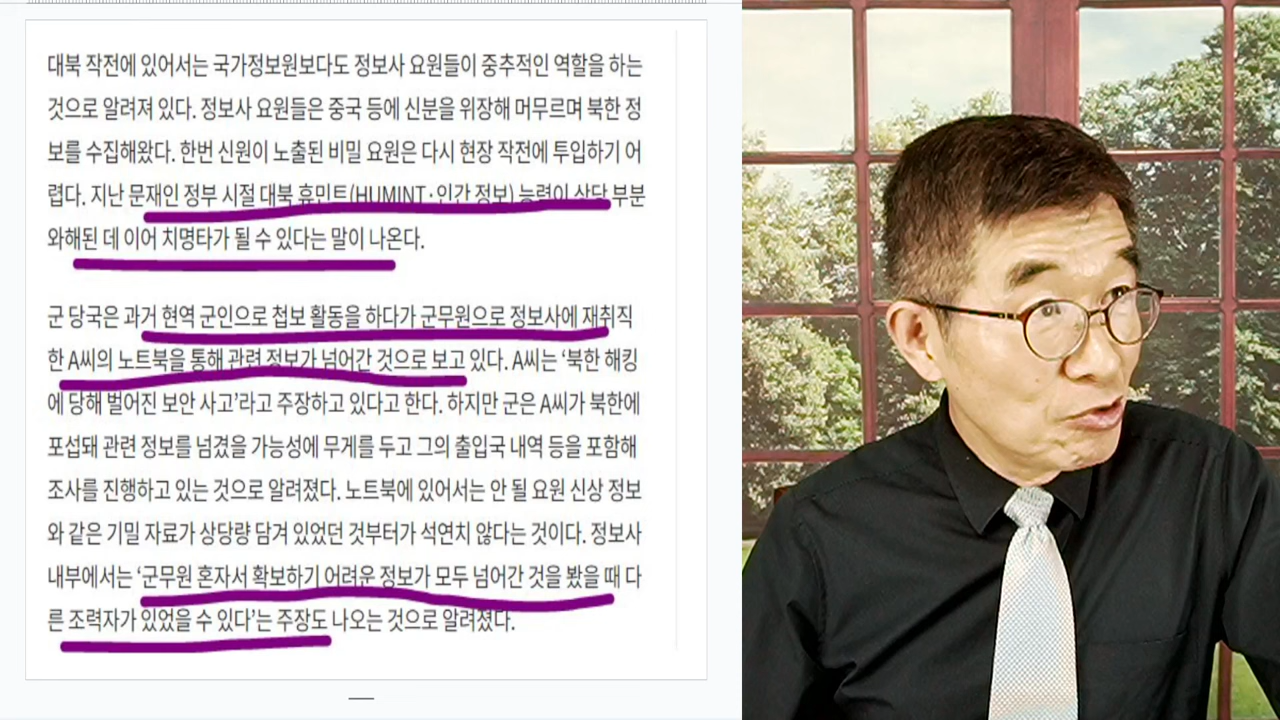 대북 작전에 있어서는 국가정보원보다도 정보사 요원들이 중추적인 역할을 하는
것으로 알려져 있다. 정보사 요원들은 중국 등에 신분을 위장해 머무르며 북한 정
보를 수집해왔다. 한번 신원이 노출된 비밀 요원은 다시 현장 작전에 투입하기 어
렵다. 지난 문재인 정부 시절 대북 휴민트(HUMINT·인간 정보) 능력이 상당 부분
와해된 데 이어 치명타가 될 수 있다는 말이 나온다.
군 당국은 과거 현역 군인으로 첩보 활동을 하다가 군무원으로 정보사에 재취직
한 A씨의 노트북을 통해 관련 정보가 넘어간 것으로 보고 있다. A씨는 ‘북한 해킹
에 당해 벌어진 보안 사고’라고 주장하고 있다고 한다. 하지만 군은 A씨가 북한에
포섭돼 관련 정보를 넘겼을 가능성에 무게를 두고 그의 출입국 내역 등을 포함해
조사를 진행하고 있는 것으로 알려졌다. 노트북에 있어서는 안 될 요원 신상 정보
와 같은 기밀 자료가 상당량 담겨 있었던 것부터가 석연치 않다는 것이다. 정보사
내부에서는 ‘군무원 혼자서 확보하기 어려운 정보가 모두 넘어간 것을 봤을 때 다
른 조력자가 있었을 수 있다’는 주장도 나오는 것으로 알려졌다.